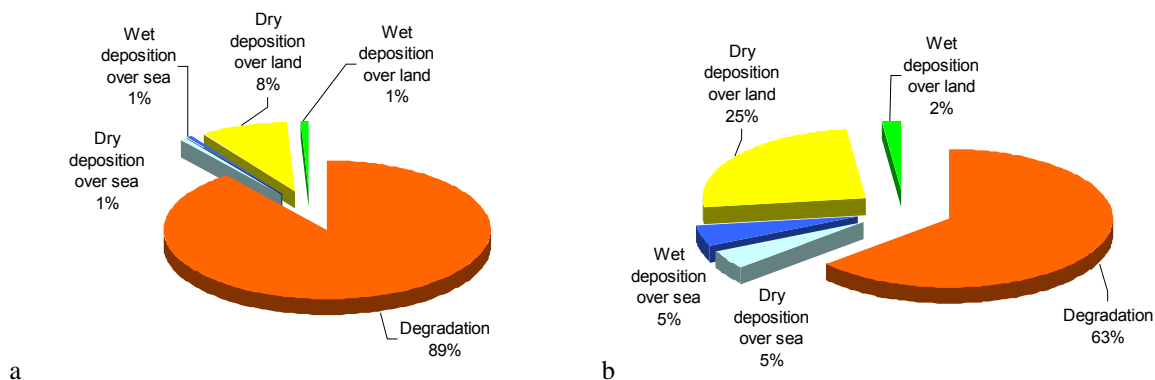 Wet
deposition
over sea
1%
Dry
deposition
over land
8%
Wet
deposition
over land
1%
Dry
deposition
over sea
1%
Degradation
89%
a
Dry
deposition
over land
25%
Wet
deposition
over land
2%
Wet
deposition
over sea
5%
Dry
deposition
over sea
5%
Degradation
63%
b